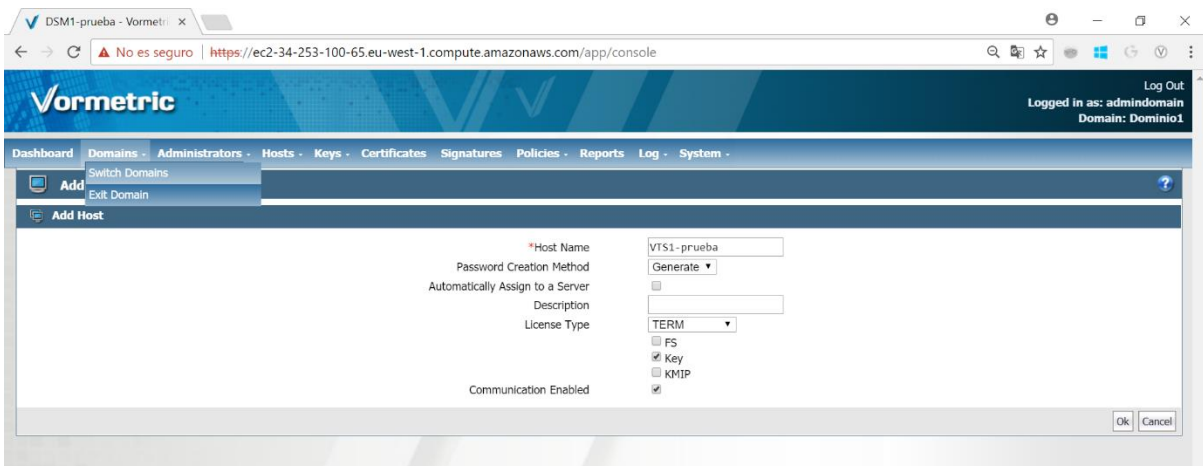 DSM1-prueba - Vormetri
No es seguro | https://ec2-34-253-100-65.eu-west-1.compute.amazonaws.com/app/console
Vormetric
Log Out
Logged in as: admindomain
Domain: Dominio1
Dashboard Domains Administrators Hosts Keys Certificates Signatures Policies Reports Log System
Switch Domains
Add
Exit Domain
Add Host
*Host Name VTS1-prueba
Password Creation Method Generate
Automatically Assign to a Server
Description
License Type TERM
FS
Key
KMIP
Communication Enabled
Ok Cancel